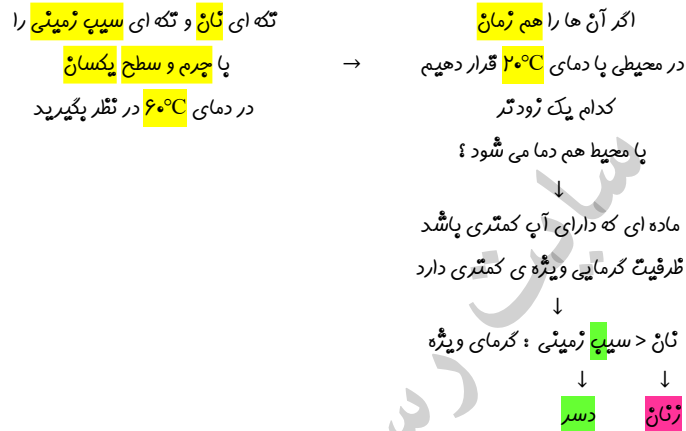 تکه ای نان و تکه ای سیب زمینی را
با جرم و سطح یکسان
در دمای ۶۰°C در نظر بگیرید
→
اگر آن ها را هم زمان
در محیطی با دمای ۲۰°C قرار دهیم
کدام یک زودتر
با محیط هم دما می شود ؟
↓
ماده ای که دارای آب کمتری باشد
ظرفیت گرمایی ویژه ی کمتری دارد
↓
نان < سیب زمینی : گرمای ویژه
↓ ↓
زنان دسر
سایت